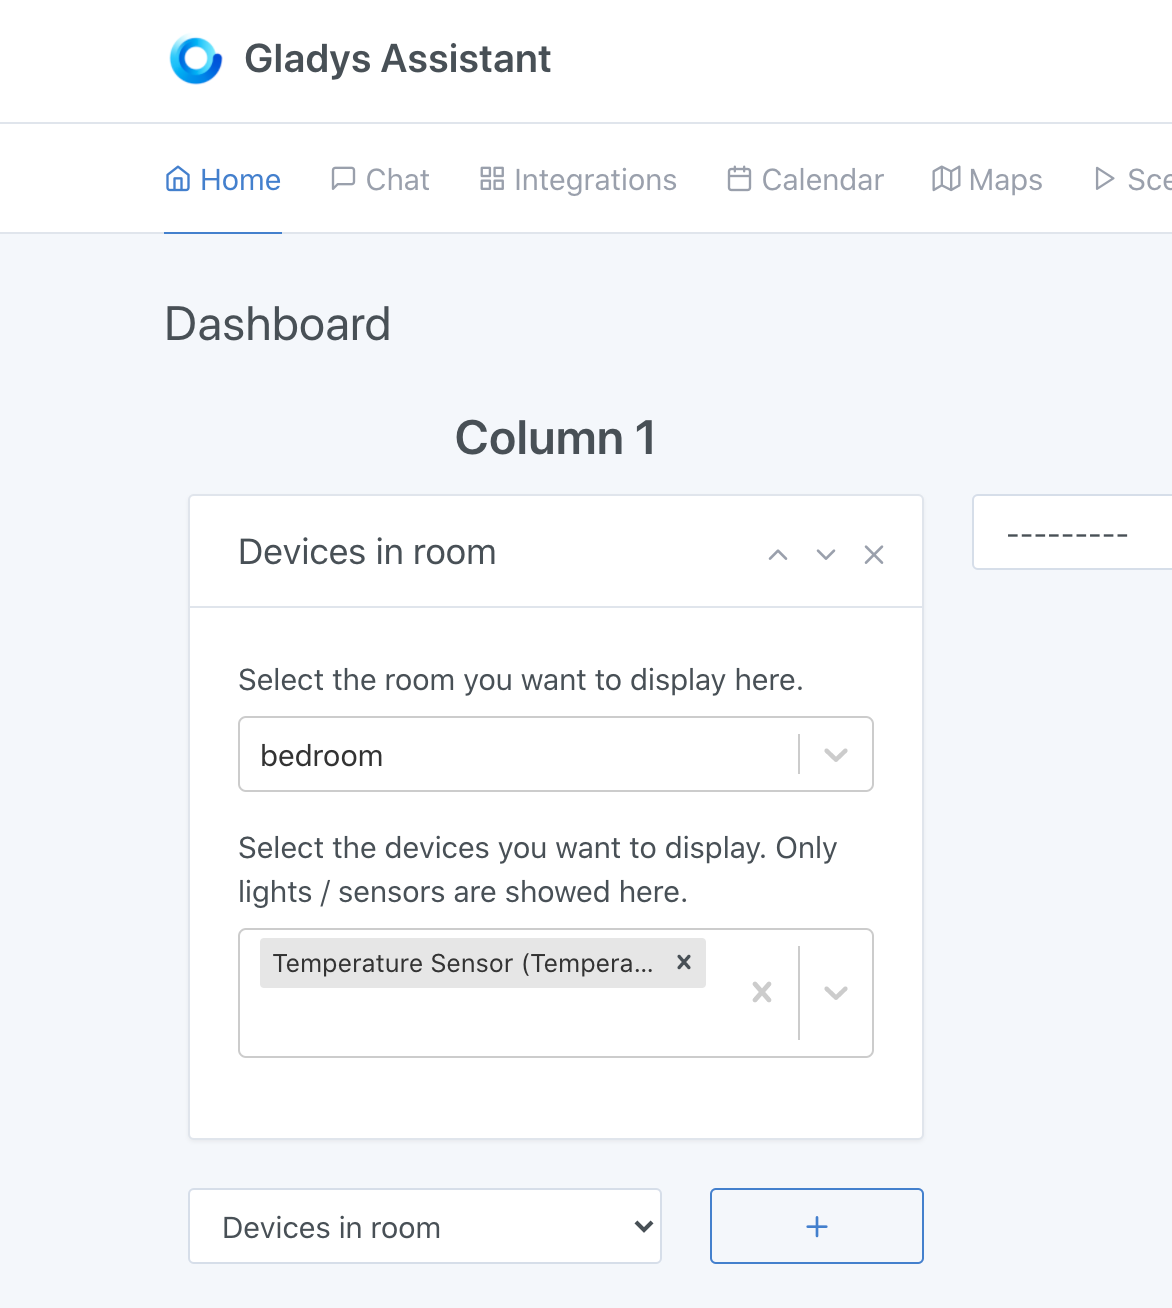 Gladys Assistant
Home Chat Integrations Calendar Maps Sce
Dashboard
Column 1
Devices in room
---------
Select the room you want to display here.
bedroom
Select the devices you want to display. Only
lights / sensors are showed here.
Temperature Sensor (Tempera...
Devices in room
+